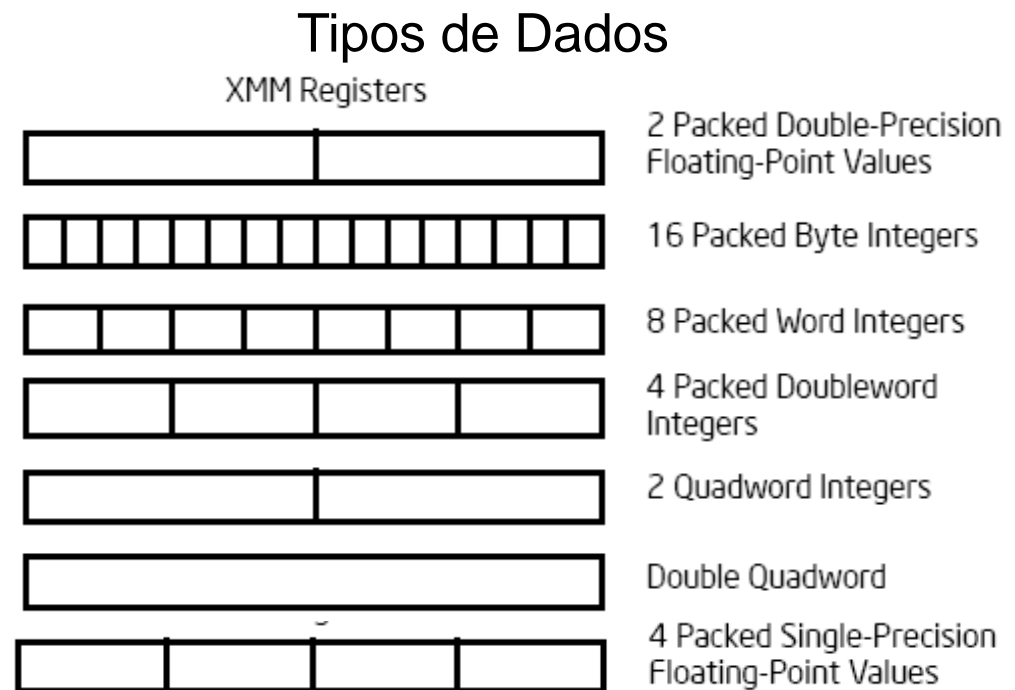 Tipos de Dados
XMM Registers
2 Packed Double-Precision
Floating-Point Values
16 Packed Byte Integers
8 Packed Word Integers
4 Packed Doubleword
Integers
2 Quadword Integers
Double Quadword
4 Packed Single-Precision
Floating-Point Values